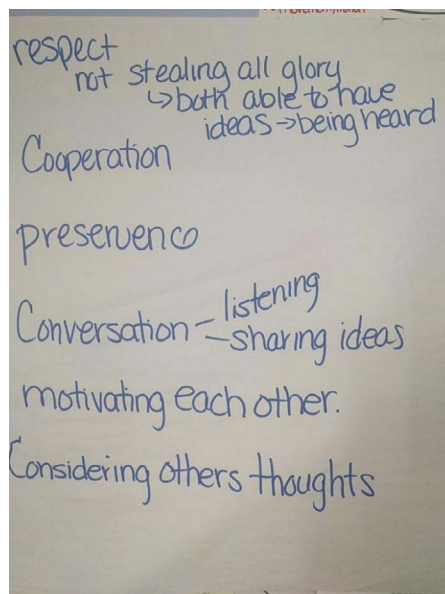 respect
not stealing all glory
↳both able to have
ideas→being heard
Cooperation
preservenco
listening
Conversation - sharing ideas
motivating each other.
Considering others thoughts